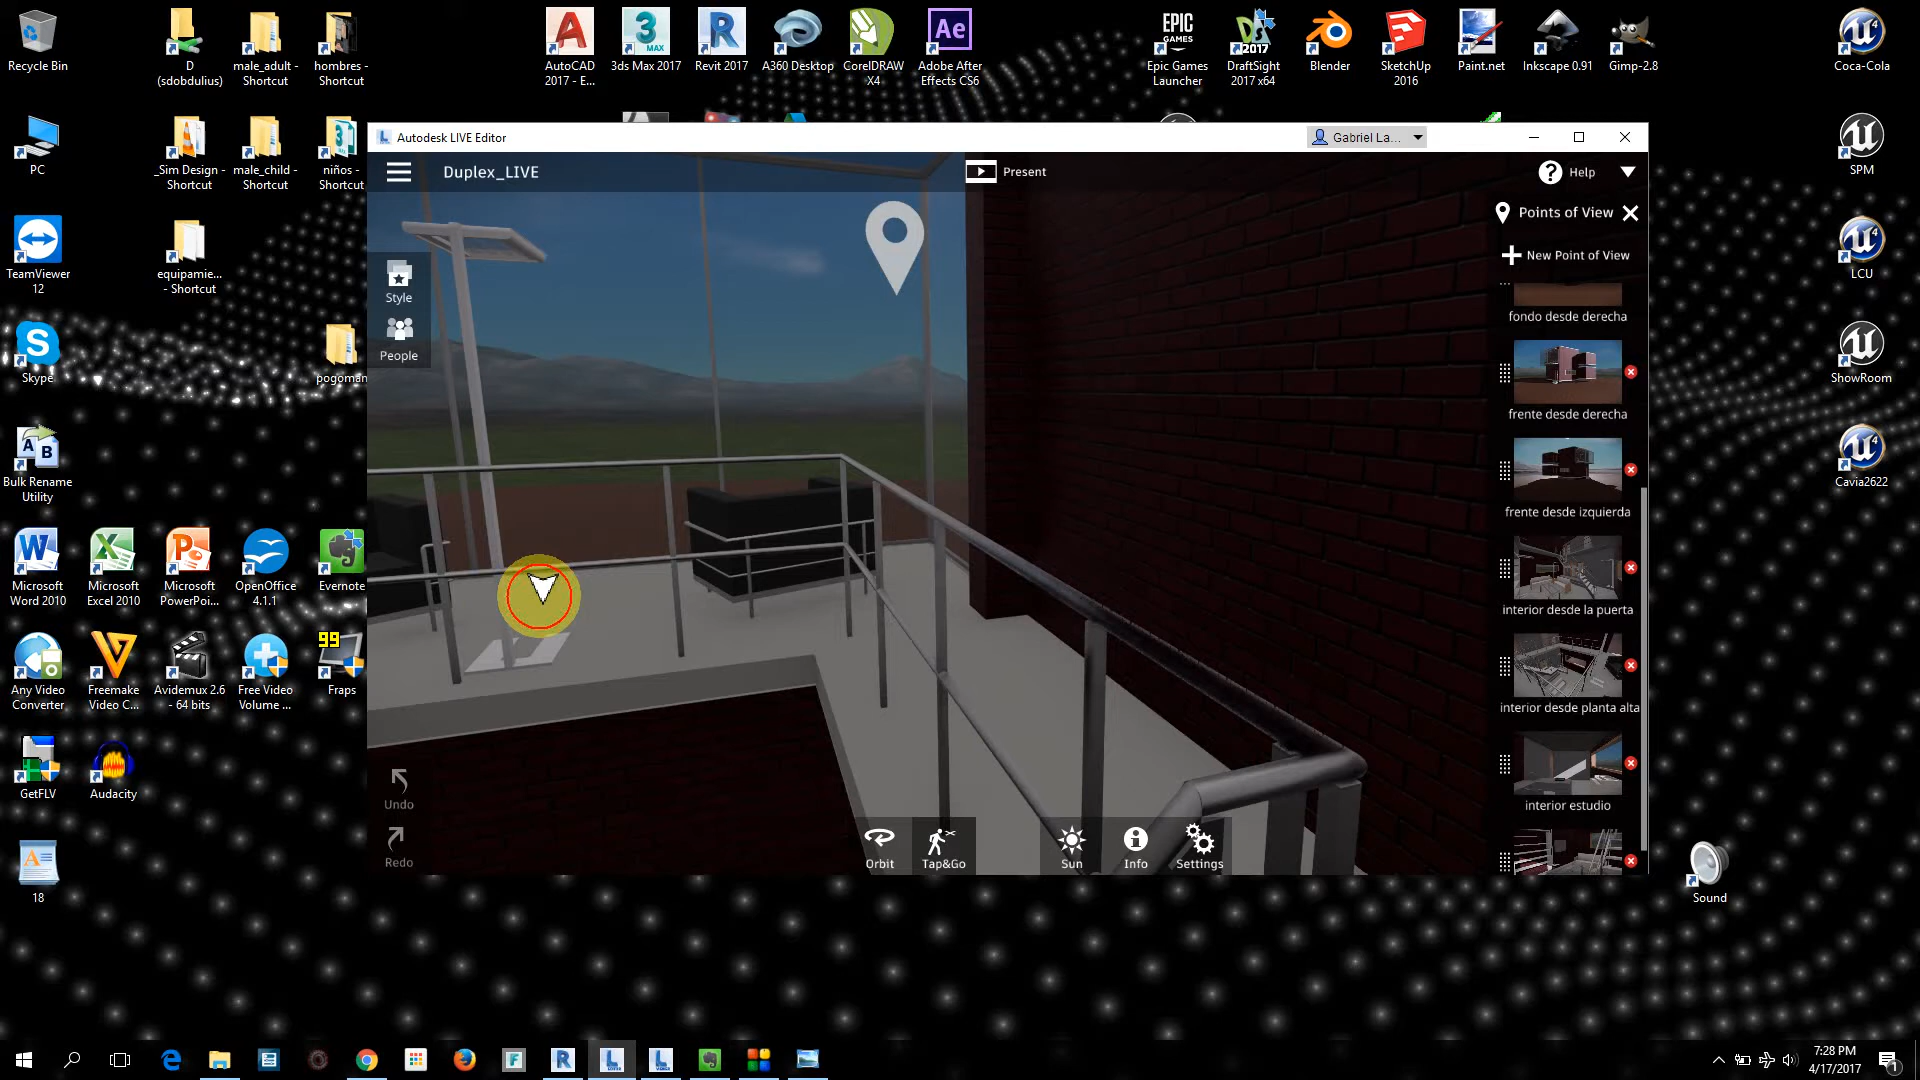 Recycle Bin
D
(sdobdulius)
male_adult -
Shortcut
hombres -
Shortcut
AutoCAD
2017 - E...
3ds Max 2017
Revit 2017
A360 Desktop
CorelDRAW
X4
Ae
Adobe After
Effects CS6
EPIC
GAMES
Epic Games
Launcher
2017
DraftSight
2017 x64
Blender
SketchUp
2016
Paint.net
Inkscape 0.91
Gimp-2.8
Coca-Cola
PC
_Sim Design -
Shortcut
male_child -
Shortcut
niños -
Shortcut
SPM
TeamViewer
12
equipamie...
- Shortcut
LCU
Skype
pogoman
ShowRoom
Bulk Rename
Utility
Cavia2622
Microsoft
Word 2010
Microsoft
Excel 2010
Microsoft
PowerPoi...
OpenOffice
4.1.1
Evernote
Any Video
Converter
Freemake
Video C...
Avidemux 2.6
- 64 bits
Free Video
Volume ...
99
Fraps
GetFLV
Audacity
18
Sound
Autodesk LIVE Editor
Gabriel La...
Duplex_LIVE
Present
Help
Style
People
Undo
Redo
Orbit
Tap&Go
Sun
Info
Settings
Points of View
New Point of View
fondo desde derecha
frente desde derecha
frente desde izquierda
interior desde la puerta
interior desde planta alta
interior estudio
7:28 PM
4/17/2017
1